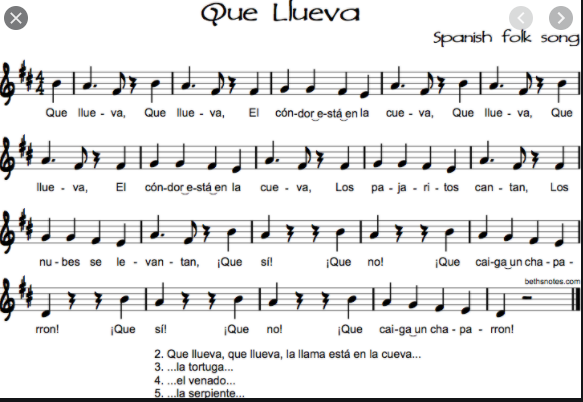 Que Llueva
Spanish folk song
Que llue - va, Que llue - va, El cón-dor e-stá en la cue - va, Que llue - va, Que
llue - va, El cón-dor e-stá en la cue - va, Los pa - ja - ri - tos can - tan, Los
nu - bes se le - van - tan, ¡Que sí! ¡Que no! ¡Que cai-ga un cha - pa -
bethsnotes.com
rron! ¡Que sí! ¡Que no! ¡Que cai-ga un cha - pa - rron!
2. Que llueva, que llueva, la llama está en la cueva...
3. ...la tortuga...
4. ...el venado...
5. ...la serpiente...